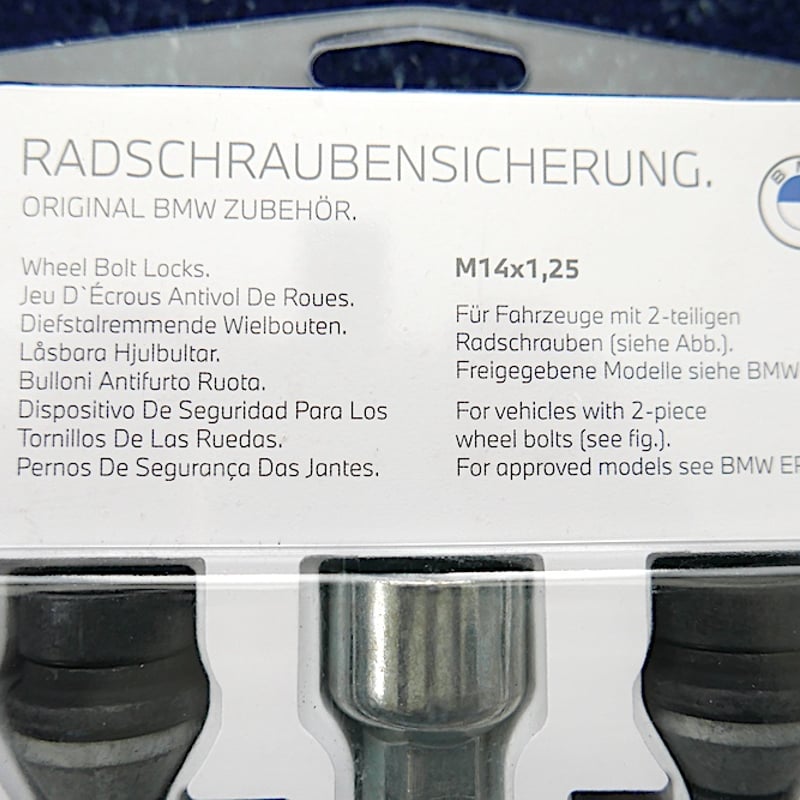 RADSCHRAUBENSICHERUNG.
ORIGINAL BMW ZUBEHÖR.
Wheel Bolt Locks.
Jeu D`Écrous Antivol De Roues.
Diefstalremmende Wielbouten.
Låsbara Hjulbultar.
Bulloni Antifurto Ruota.
Dispositivo De Seguridad Para Los
Tornillos De Las Ruedas.
Pernos De Segurança Das Jantes.
M14x1,25
Für Fahrzeuge mit 2-teiligen
Radschrauben (siehe Abb.).
Freigegebene Modelle siehe BMW
For vehicles with 2-piece
wheel bolts (see fig.).
For approved models see BMW